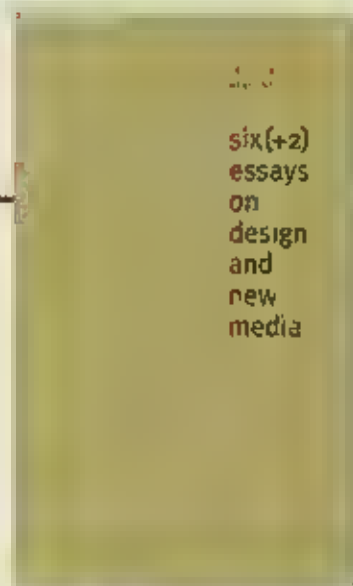 six(+2)
essays
on
design
and
new
media